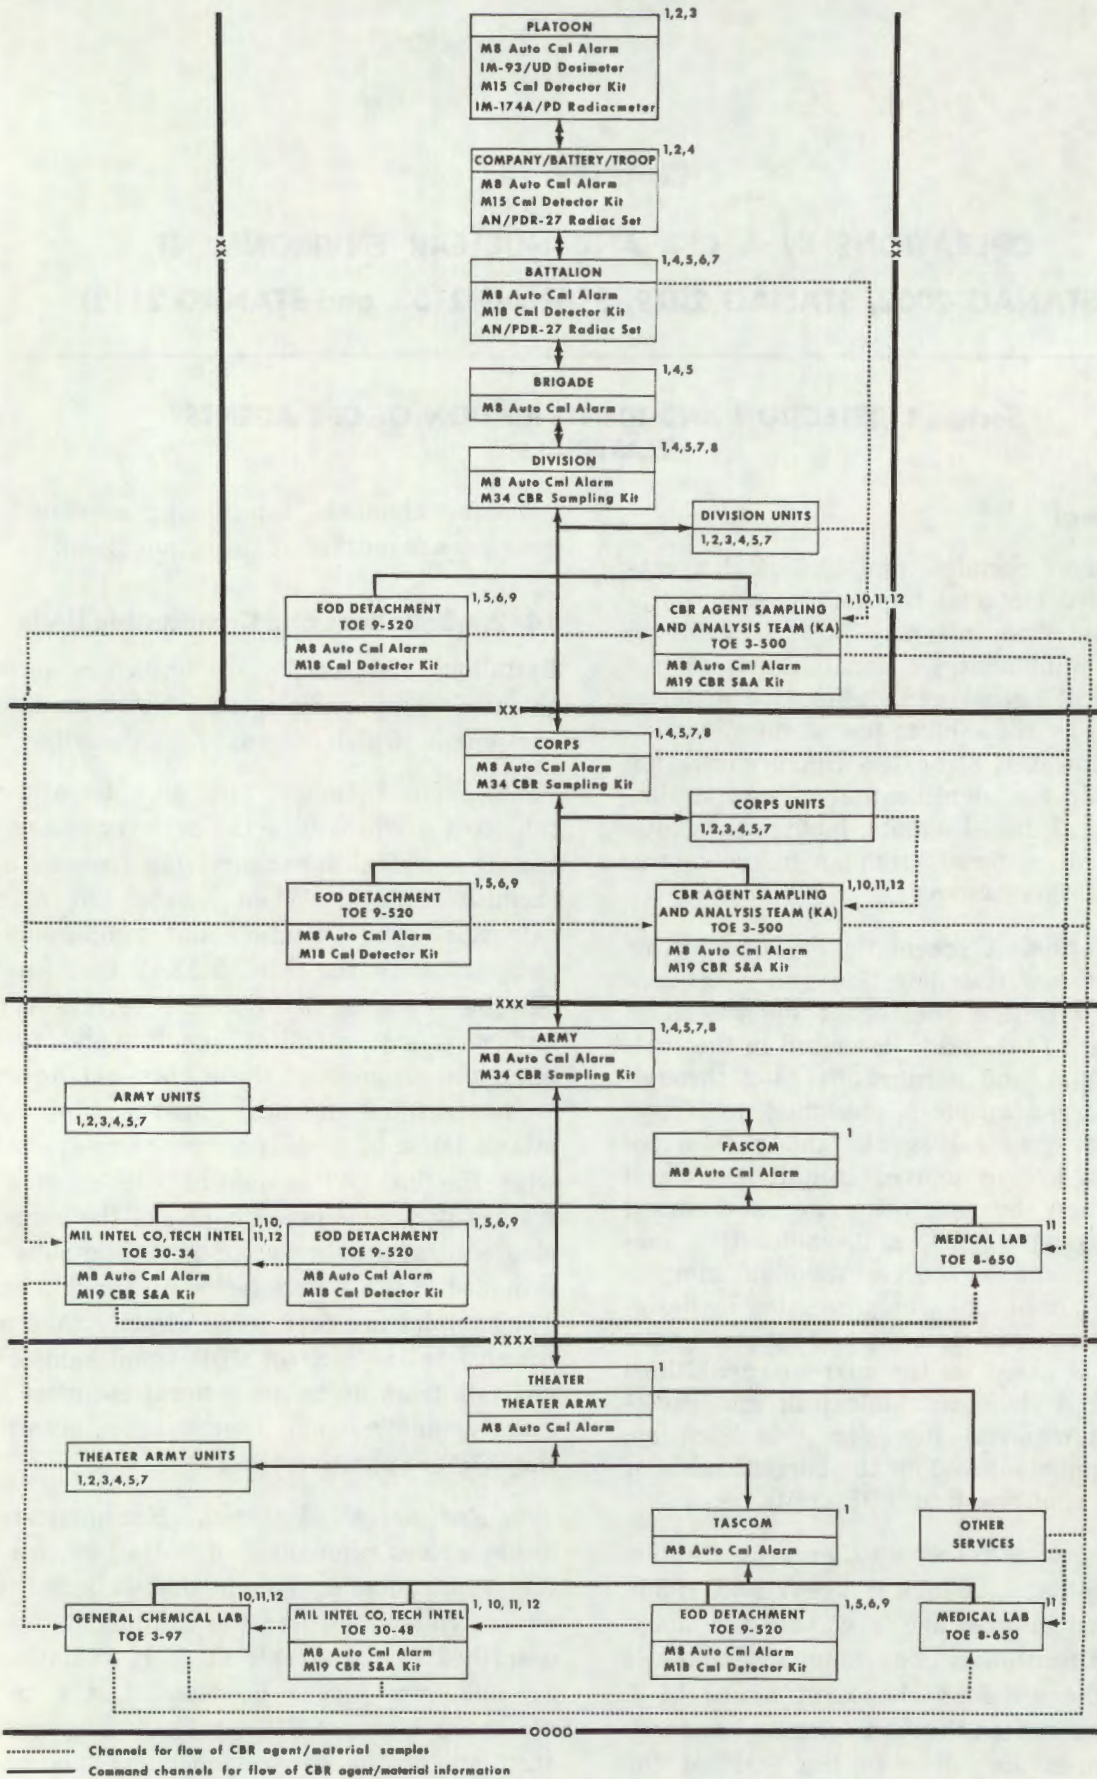 1,2,3
PLATOON
M8 Auto Cml Alarm
IM-93/UD Dosimeter
M15 Cml Detector Kit
IM-174A/PD Radiacmeter
1,2,4
COMPANY/BATTERY/TROOP
M8 Auto Cml Alarm
M15 Cml Detector Kit
AN/PDR-27 Radiac Set
XX
XX
1,4,5,6,7
BATTALION
M8 Auto Cml Alarm
M18 Cml Detector Kit
AN/PDR-27 Radiac Set
1,4,5
BRIGADE
M8 Auto Cml Alarm
1,4,5,7,8
DIVISION
M8 Auto Cml Alarm
M34 CBR Sampling Kit
DIVISION UNITS
1,2,3,4,5,7
1,5,6,9
EOD DETACHMENT
TOE 9-520
M8 Auto Cml Alarm
M18 Cml Detector Kit
1,10,11,12
CBR AGENT SAMPLING
AND ANALYSIS TEAM (KA)
TOE 3-500
M8 Auto Cml Alarm
M19 CBR S&A Kit
XX
1,4,5,7,8
CORPS
M8 Auto Cml Alarm
M34 CBR Sampling Kit
CORPS UNITS
1,2,3,4,5,7
1,5,6,9
EOD DETACHMENT
TOE 9-520
M8 Auto Cml Alarm
M18 Cml Detector Kit
1,10,11,12
CBR AGENT SAMPLING
AND ANALYSIS TEAM (KA)
TOE 3-500
M8 Auto Cml Alarm
M19 CBR S&A Kit
XXX
1,4,5,7,8
ARMY
M8 Auto Cml Alarm
M34 CBR Sampling Kit
ARMY UNITS
1,2,3,4,5,7
1
FASCOM
M8 Auto Cml Alarm
1,10,
11,12
MIL INTEL CO, TECH INTEL
TOE 30-34
M8 Auto Cml Alarm
M19 CBR S&A Kit
1,5,6,9
EOD DETACHMENT
TOE 9-520
M8 Auto Cml Alarm
M18 Cml Detector Kit
11
MEDICAL LAB
TOE 8-650
XXXX
1
THEATER
THEATER ARMY
M8 Auto Cml Alarm
THEATER ARMY UNITS
1,2,3,4,5,7
1
TASCOM
M8 Auto Cml Alarm
OTHER
SERVICES
10,11,12
GENERAL CHEMICAL LAB
TOE 3-97
1, 10, 11, 12
MIL INTEL CO, TECH INTEL
TOE 30-48
M8 Auto Cml Alarm
M19 CBR S&A Kit
1,5,6,9
EOD DETACHMENT
TOE 9-520
M8 Auto Cml Alarm
M18 Cml Detector Kit
11
MEDICAL LAB
TOE 8-650
OOOO
Channels for flow of CBR agent/material samples
Command channels for flow of CBR agent/material information